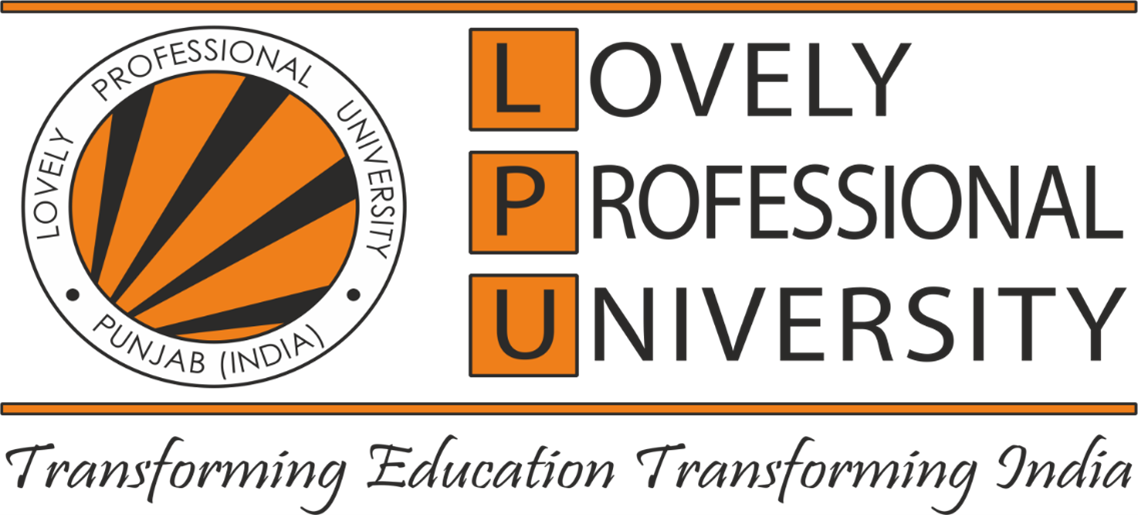 LOVELY PROFESSIONAL UNIVERSITY
PUNJAB (INDIA)
LOVELY
PROFESSIONAL
UNIVERSITY
Transforming Education Transforming India